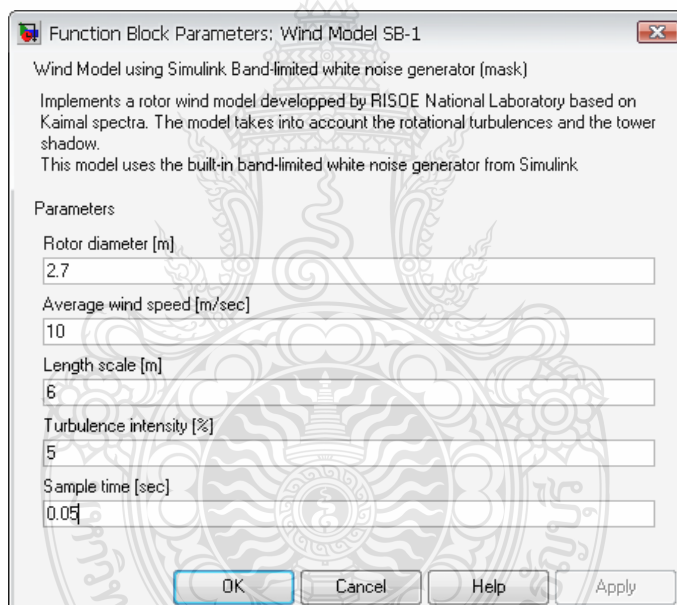 Function Block Parameters: Wind Model SB-1
Wind Model using Simulink Band-limited white noise generator (mask)
Implements a rotor wind model developped by RISOE National Laboratory based on
Kaimal spectra. The model takes into account the rotational turbulences and the tower
shadow.
This model uses the built-in band-limited white noise generator from Simulink
Parameters
Rotor diameter [m]
2.7
Average wind speed [m/sec]
10
Length scale [m]
6
Turbulence intensity [%]
5
Sample time [sec]
0.05
OK
Cancel
Help
Apply